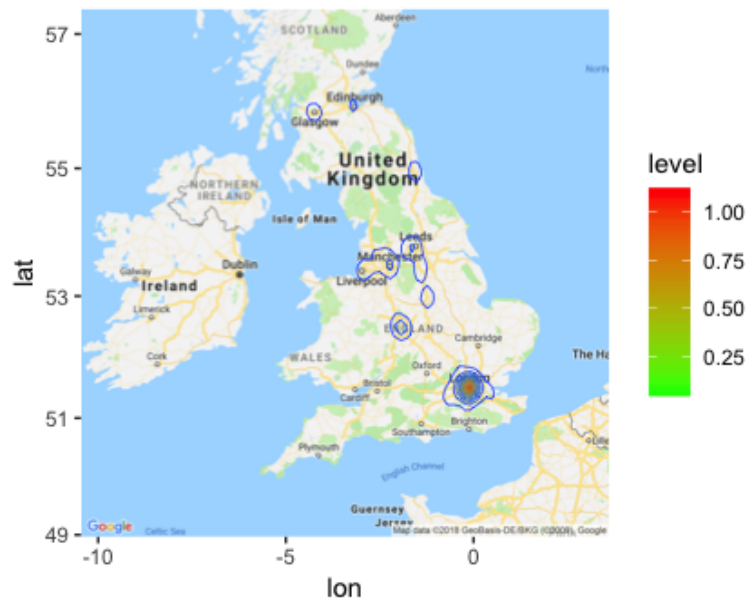 57
55
53
51
49
lat
-10
-5
0
lon
level
1.00
0.75
0.50
0.25
Aberdeen
SCOTLAND
Dundee
Edinburgh
Glasgow
United
Kingdom
NORTHERN
IRELAND
Isle of Man
Leeds
Manchester
Liverpool
Dublin
Galway
Ireland
Limerick
Cork
ENGLAND
Cambridge
WALES
Oxford
London
Bristol
Cardiff
Southampton
Brighton
Plymouth
English Channel
The Ha
Guernsey
Jersey
Celtic Sea
Google
Map data ©2018 GeoBasis-DE/BKG (©2009), Google
North
Lille